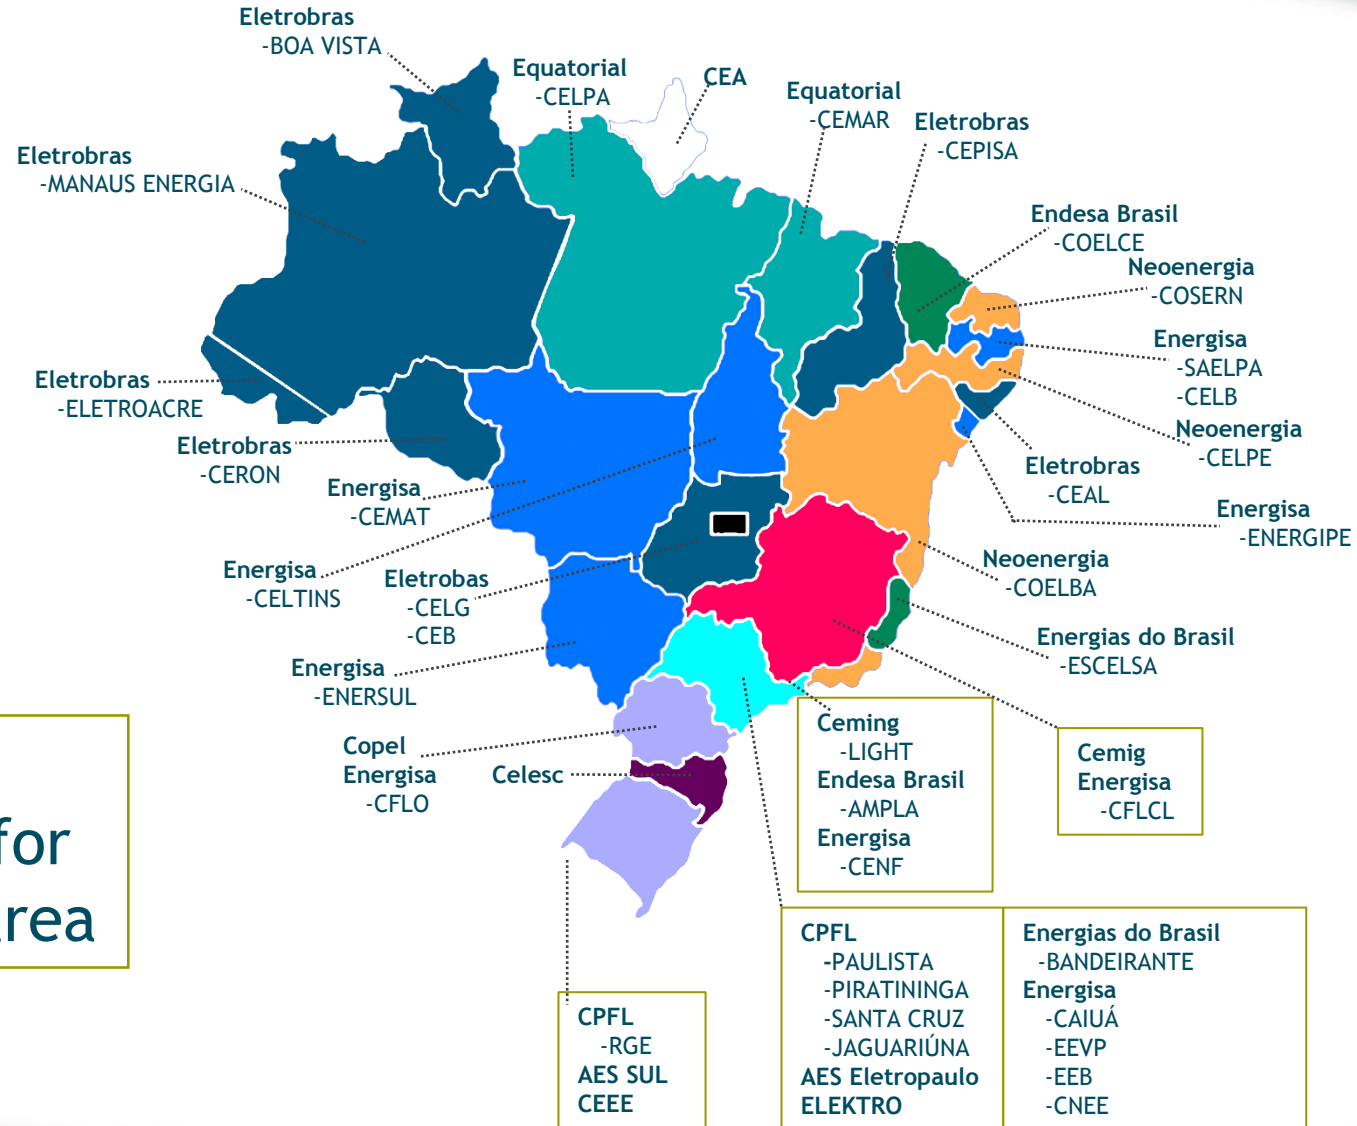 Eletrobras
-BOA VISTA
Equatorial
-CELPA
CEA
Equatorial
-CEMAR
Eletrobras
-CEPISA
Eletrobras
-MANAUS ENERGIA
Endesa Brasil
-COELCE
Neoenergia
-COSERN
Energisa
-SAELPA
-CELB
Eletrobras
-ELETROACRE
Neoenergia
-CELPE
Eletrobras
-CERON
Eletrobras
-CEAL
Energisa
-CEMAT
Energisa
-ENERGIPE
Neoenergia
-COELBA
Energisa
-CELTINS
Eletrobas
-CELG
-CEB
Energias do Brasil
-ESCELSA
Energisa
-ENERSUL
Copel
Energisa
-CFLO
Celesc
Ceming
-LIGHT
Endesa Brasil
-AMPLA
Energisa
-CENF
Cemig
Energisa
-CFLCL
for
area
CPFL
-RGE
AES SUL
CEEE
CPFL
-PAULISTA
-PIRATININGA
-SANTA CRUZ
-JAGUARIÚNA
AES Eletropaulo
ELEKTRO
Energias do Brasil
-BANDEIRANTE
Energisa
-CAIUÁ
-EEVP
-EEB
-CNEE